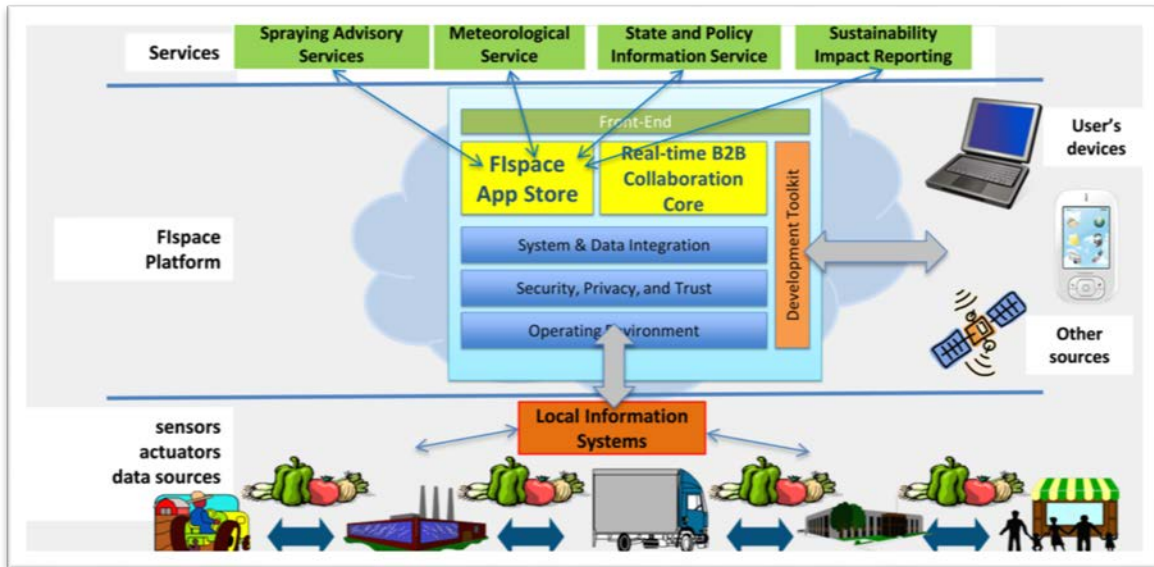 Services
Spraying Advisory
Services
Meteorological
Service
State and Policy
Information Service
Sustainability
Impact Reporting
Front-End
FIspace
App Store
Real-time B2B
Collaboration
Core
Development Toolkit
System & Data Integration
Security, Privacy, and Trust
Operating Environment
FIspace
Platform
User's
devices
Other
sources
Local Information
Systems
sensors
actuators
data sources